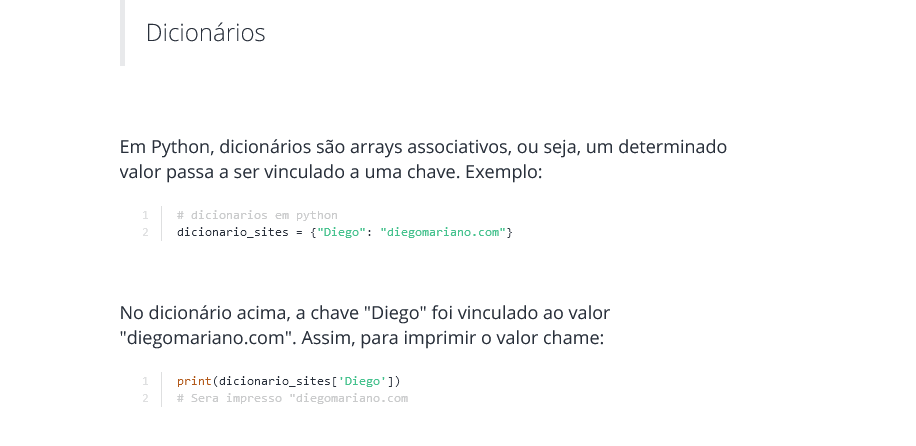 Dicionários
Em Python, dicionários são arrays associativos, ou seja, um determinado
valor passa a ser vinculado a uma chave. Exemplo:
1 # dicionarios em python
2 dicionario_sites = {"Diego": "diegomariano.com"}
No dicionário acima, a chave "Diego" foi vinculado ao valor
"diegomariano.com". Assim, para imprimir o valor chame:
1 print(dicionario_sites['Diego'])
2 # Sera impresso "diegomariano.com